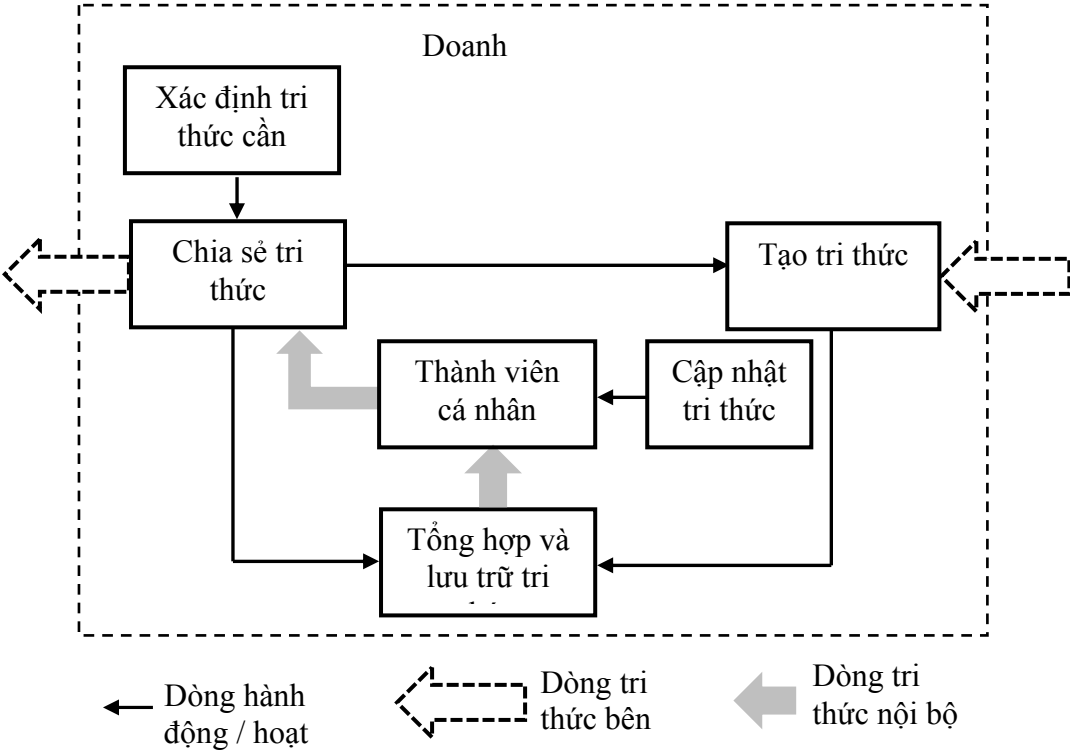 Doanh
Xác định tri
thức cần
Chia sẻ tri
thức
Tạo tri thức
Thành viên
cá nhân
Cập nhật
tri thức
Tổng hợp và
lưu trữ tri
Dòng hành
động / hoạt
Dòng tri
thức bên
Dòng tri
thức nội bộ